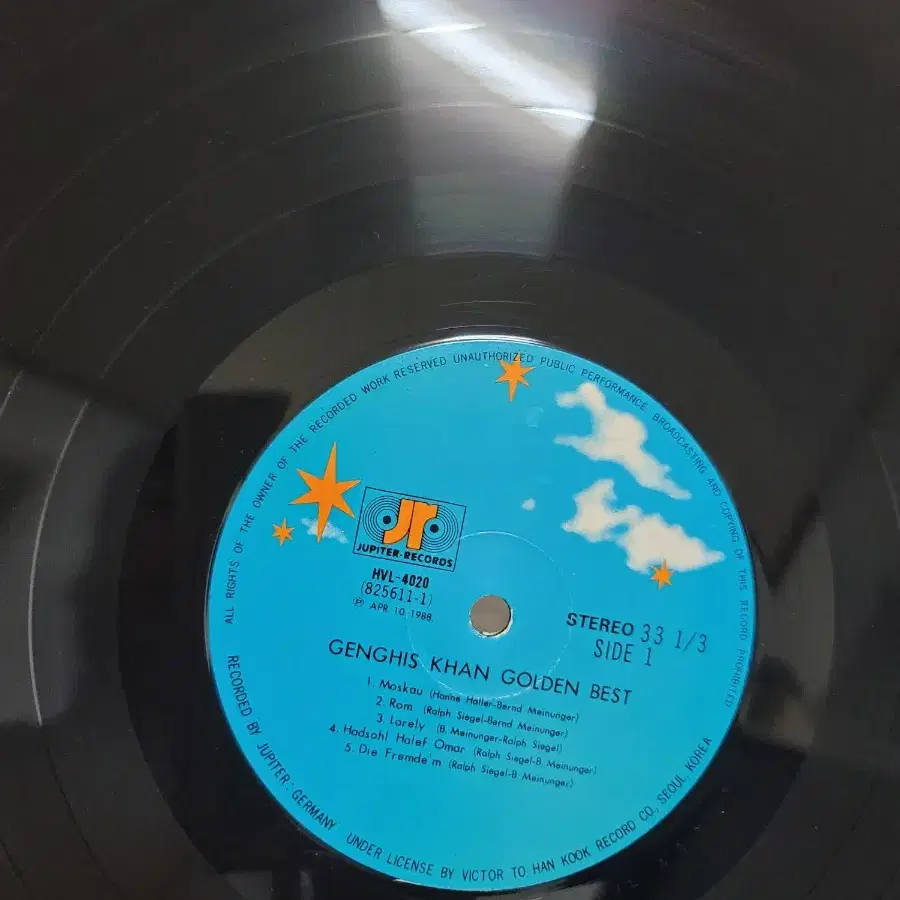 ALL RIGHTS OF THE OWNER OF THE RECORDED WORK RESERVED UNAUTHORIZED PUBLIC PERFORMANCE BROADCASTING AND COPYING OF THIS RECORD PROHIBITED
JR
JUPITER-RECORDS
HVL-4020
(825611-1)
Ⓟ APR 10.1988
STEREO 33 1/3
SIDE 1
GENGHIS KHAN GOLDEN BEST
1. Moskau (Hanne Haller-Bernd Meinunger)
2. Rom (Ralph Siegel-Bernd Meinunger)
3. Lorely (B. Meinunger-Ralph Siegel)
4. Hadsohl Halef Omar (Ralph Siegel-B. Meinunger)
5. Die Fremde'm (Ralph Siegel-B. Meinunger)
RECORDED BY JUPITER: GERMANY UNDER LICENSE BY VICTOR TO HAN KOOK RECORD CO., SEOUL, KOREA